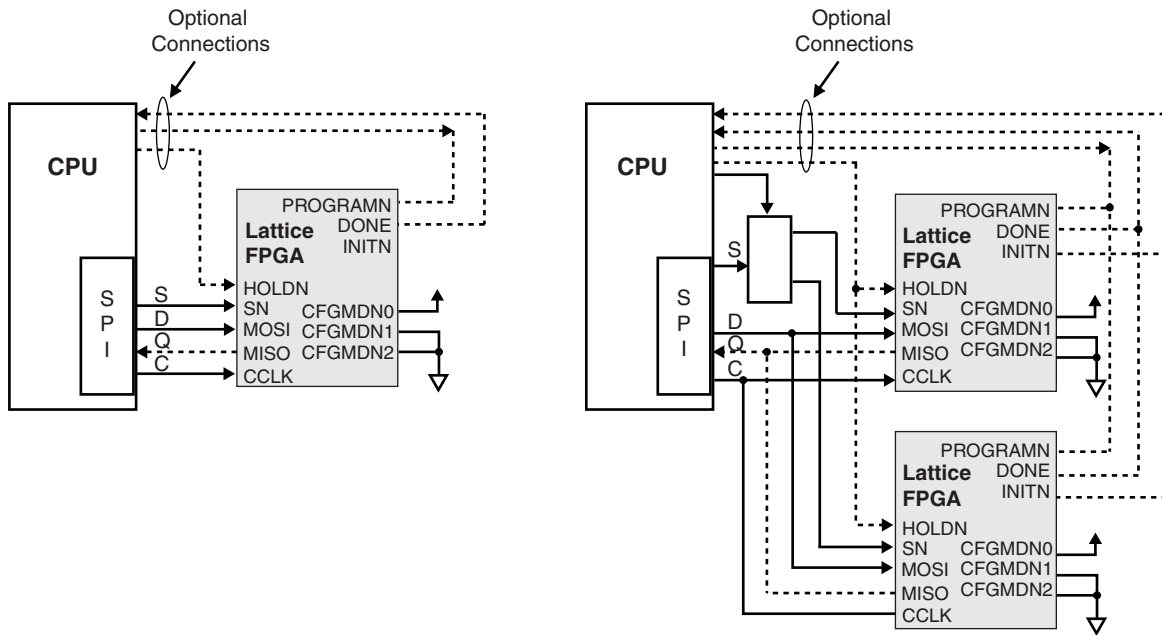 Optional
Connections
CPU
PROGRAMN
DONE
INITN
Lattice
FPGA
HOLDN
SN
MOSI
MISO
CCLK
CFGMDN0
CFGMDN1
CFGMDN2
S
P
I
S
D
Q
C
Optional
Connections
CPU
S
P
I
S
D
Q
C
PROGRAMN
DONE
INITN
Lattice
FPGA
HOLDN
SN
MOSI
MISO
CCLK
CFGMDN0
CFGMDN1
CFGMDN2
PROGRAMN
DONE
INITN
Lattice
FPGA
HOLDN
SN
MOSI
MISO
CCLK
CFGMDN0
CFGMDN1
CFGMDN2